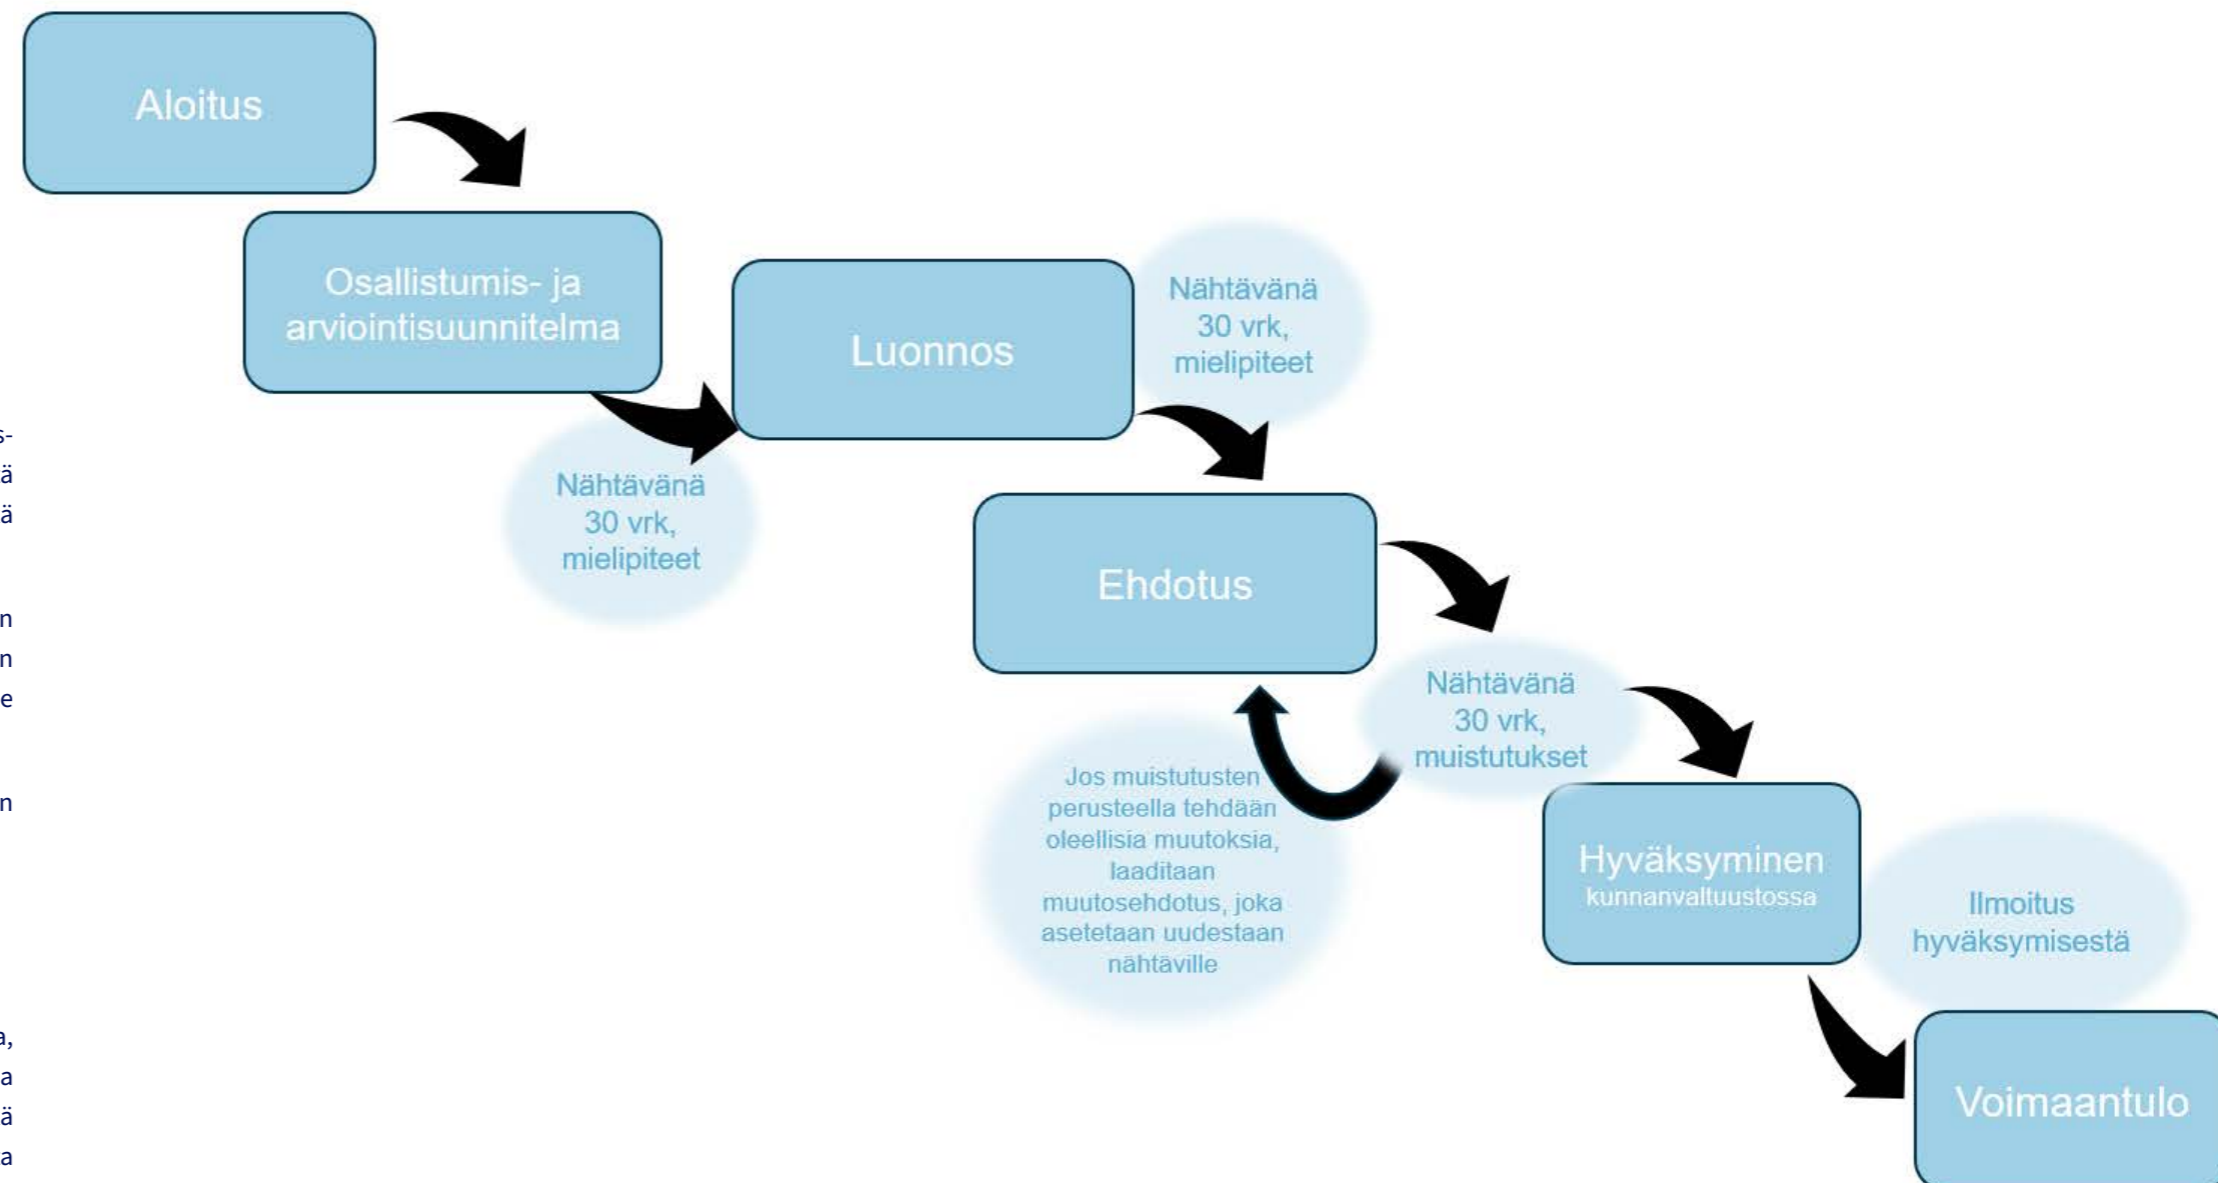 Aloitus
Osallistumis- ja
arviointisuunnitelma
Nähtävänä
30 vrk,
mielipiteet
Luonnos
Nähtävänä
30 vrk,
mielipiteet
Ehdotus
Nähtävänä
30 vrk,
muistutukset
Jos muistutusten
perusteella tehdään
oleellisia muutoksia,
laaditaan
muutosehdotus, joka
asetetaan uudestaan
nähtäville
Hyväksyminen
kunnanvaltuustossa
Ilmoitus
hyväksymisestä
Voimaantulo